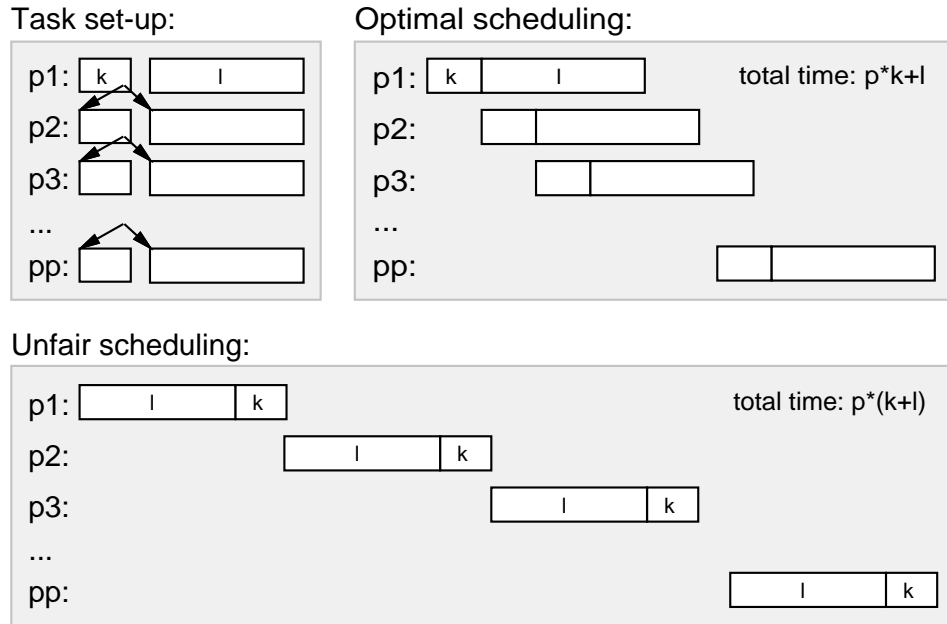 Task set-up:
p1: k l
p2:
p3:
...
pp:
Optimal scheduling:
p1: k l total time: p*k+l
p2:
p3:
...
pp:
Unfair scheduling:
p1: l k total time: p*(k+l)
p2: l k
p3: l k
...
pp: l k